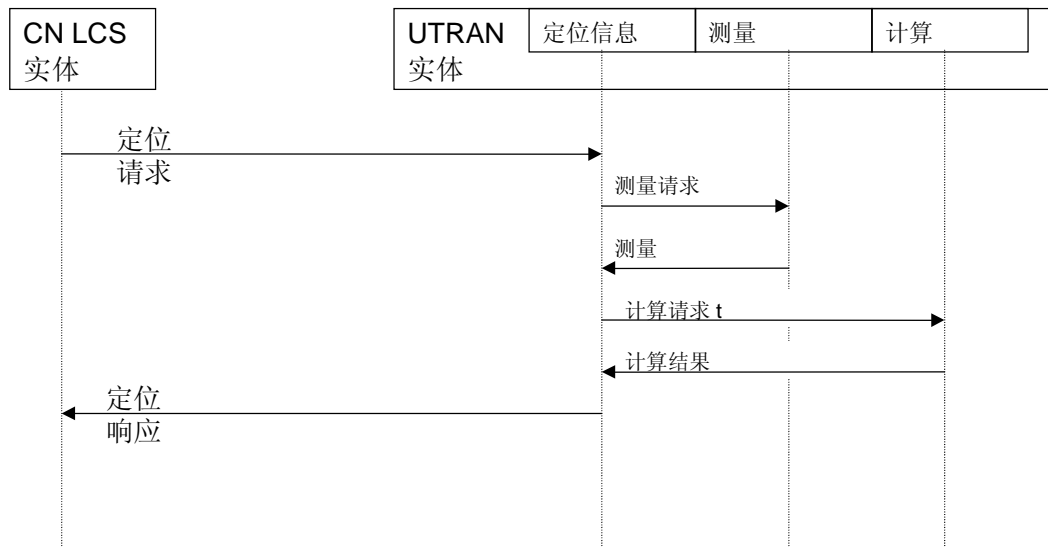 CN LCS
实体
UTRAN
实体
定位信息
测量
计算
定位
请求
测量请求
测量
计算请求 t
计算结果
定位
响应